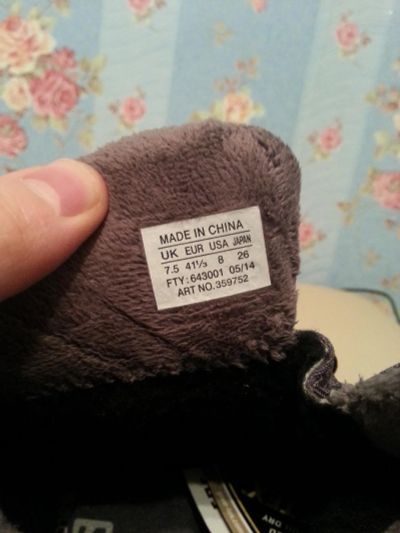 MADE IN CHINA
UK EUR USA JAPAN
7.5 41⅓ 8 26
FTY: 643001 05/14
ART NO.359752
DRY